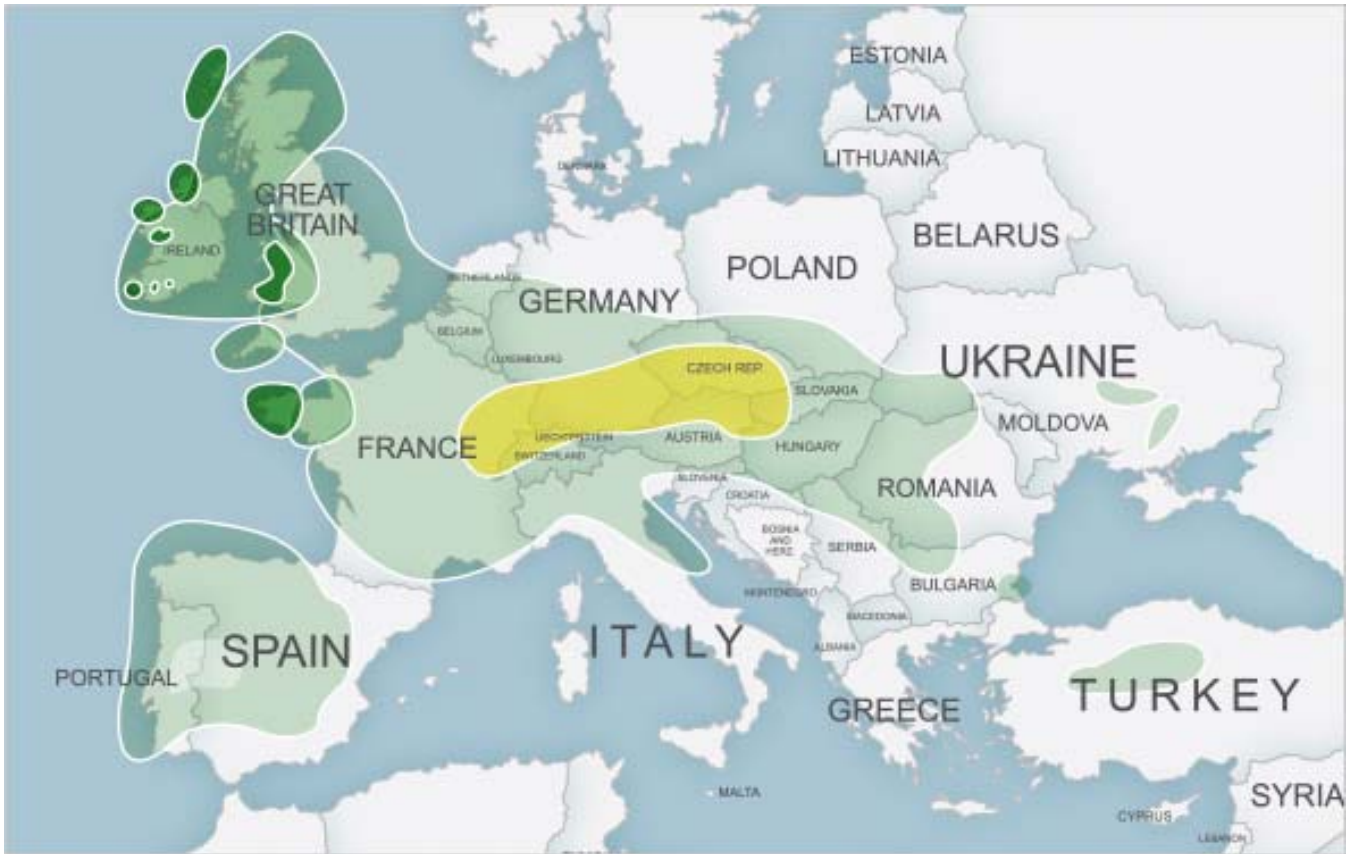 ESTONIA
LATVIA
LITHUANIA
DENMARK
GREAT
BRITAIN
IRELAND
BELARUS
POLAND
NETHERLANDS
GERMANY
BELGIUM
LUXEMBOURG
UKRAINE
CZECH REP.
SLOVAKIA
MOLDOVA
FRANCE
LIECHTENSTEIN
SWITZERLAND
AUSTRIA
HUNGARY
SLOVENIA
CROATIA
ROMANIA
BOSNIA
AND
HERZ.
SERBIA
BULGARIA
MONTENEGRO
MACEDONIA
ALBANIA
ITALY
SPAIN
PORTUGAL
GREECE
TURKEY
MALTA
CYPRUS
SYRIA
LEBANON